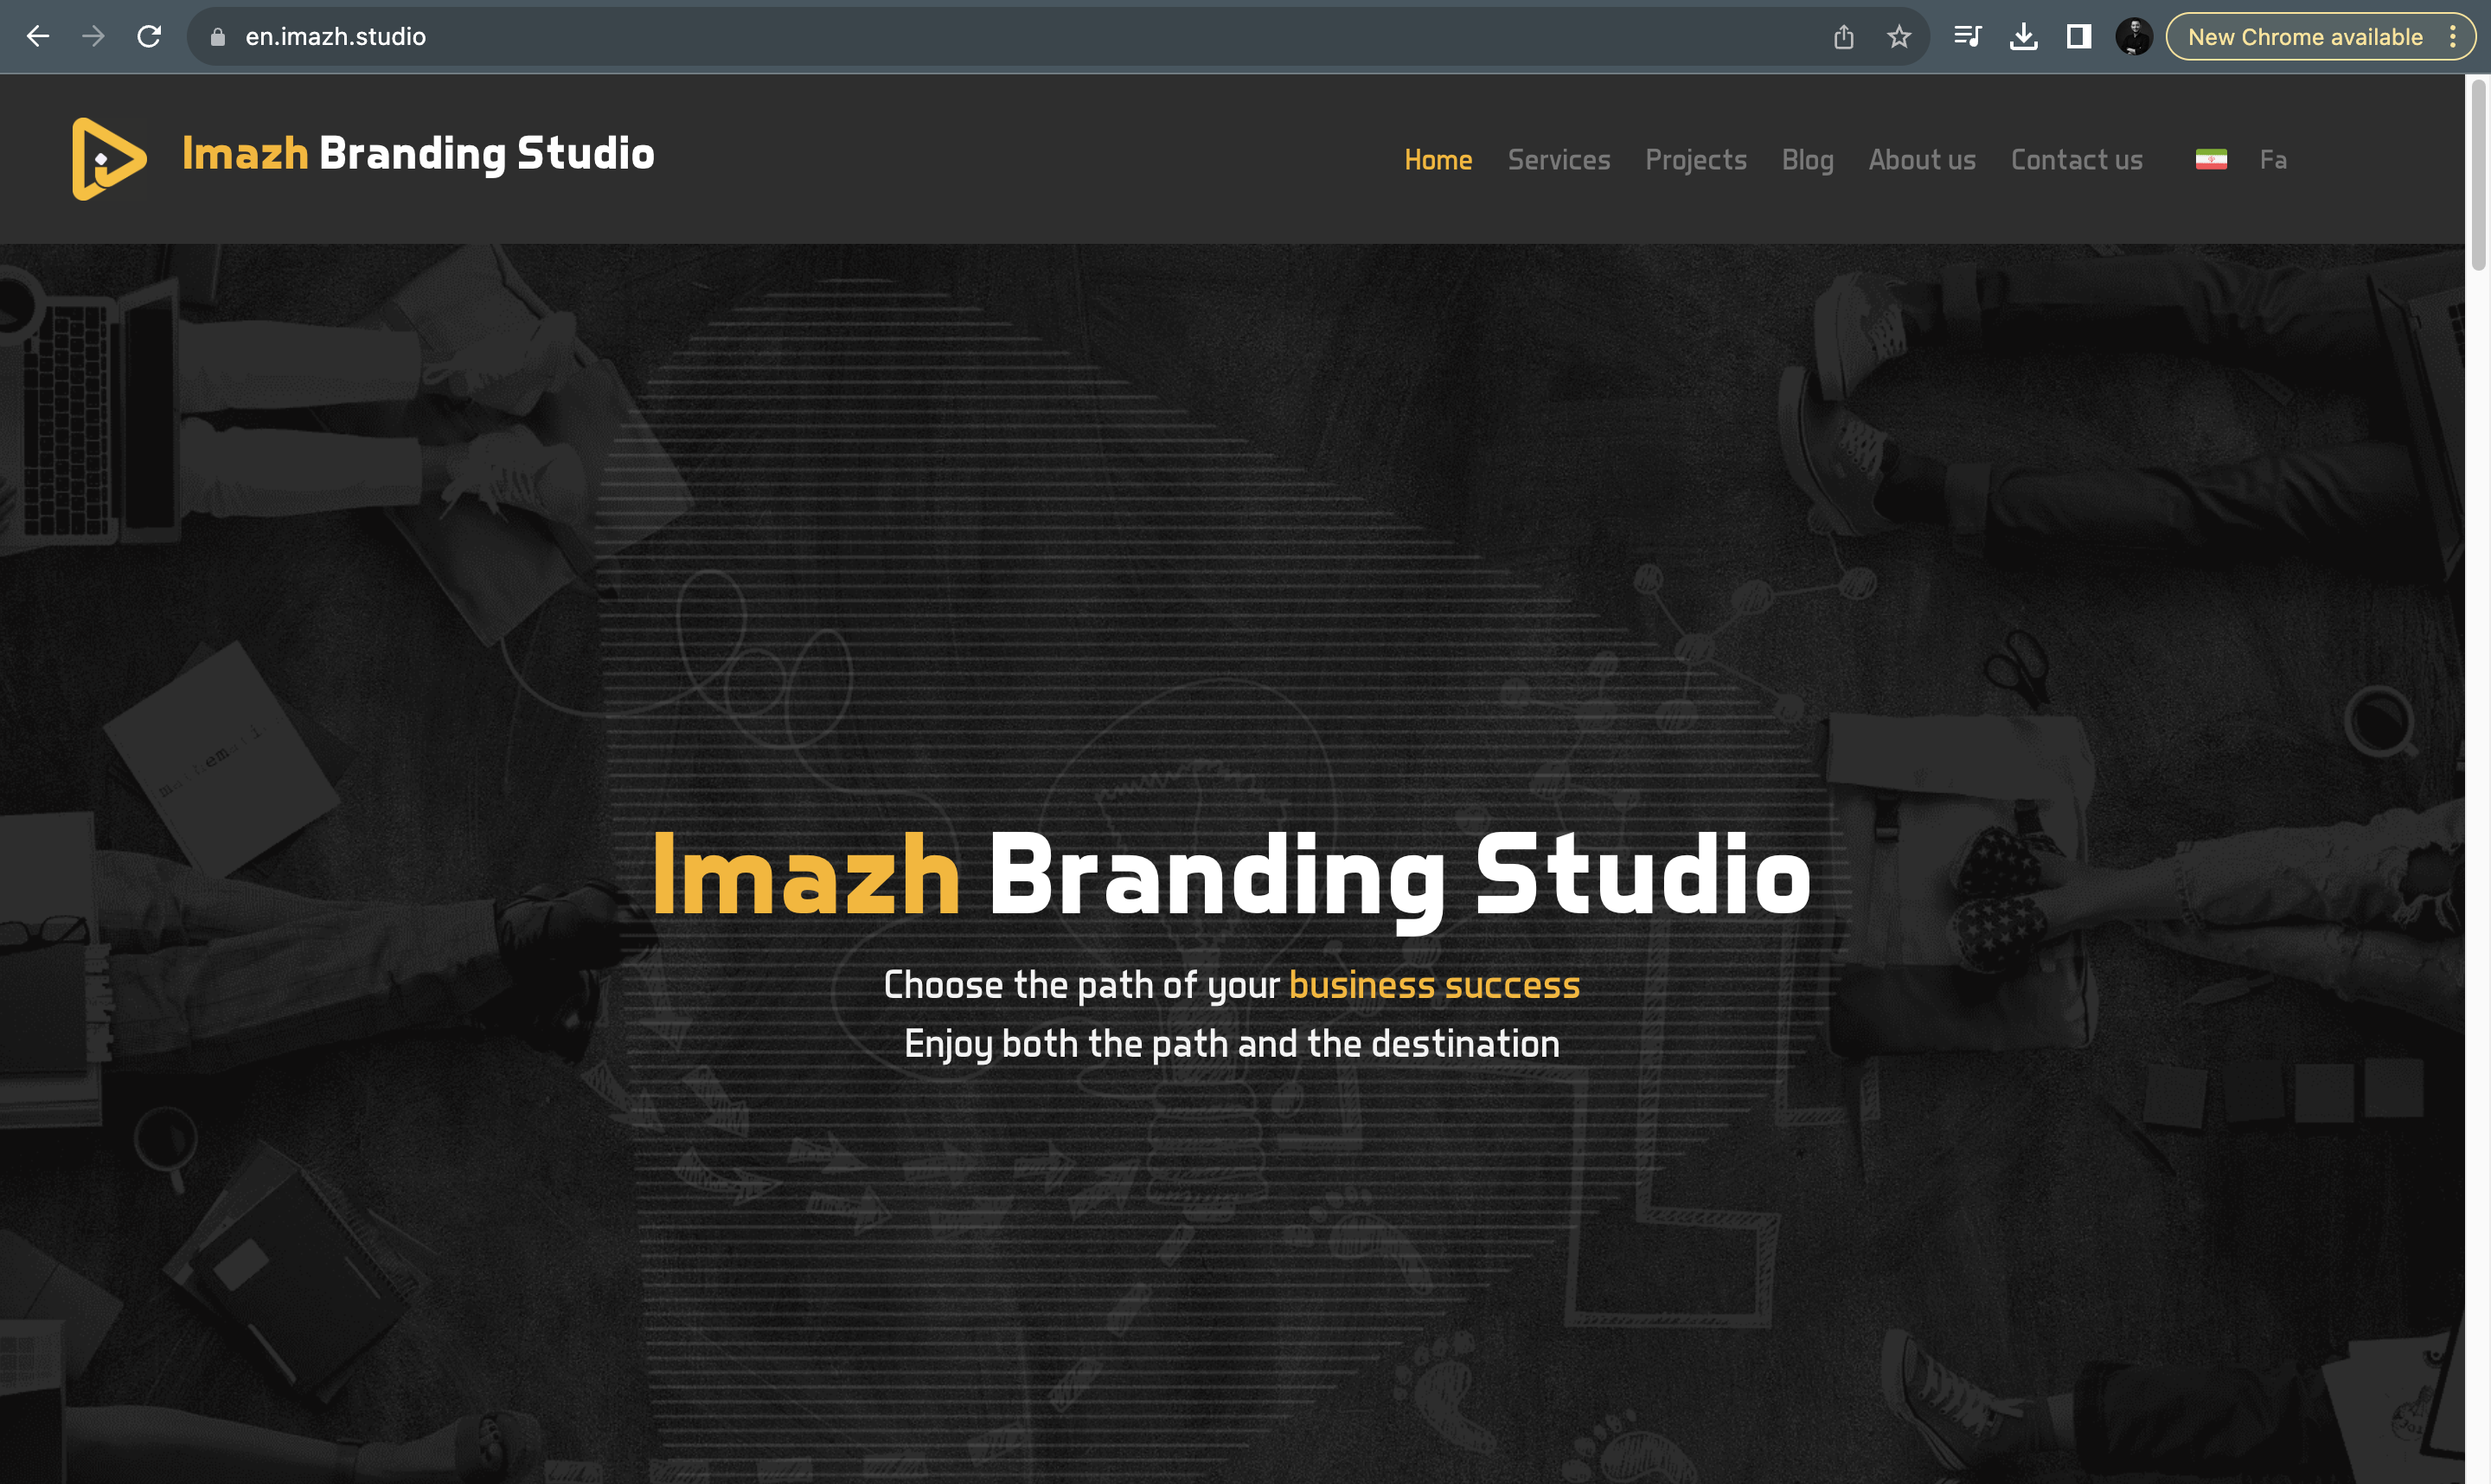 en.imazh.studio
New Chrome available
Imazh Branding Studio
Home Services Projects Blog About us Contact us Fa
Imazh Branding Studio
Choose the path of your business success
Enjoy both the path and the destination